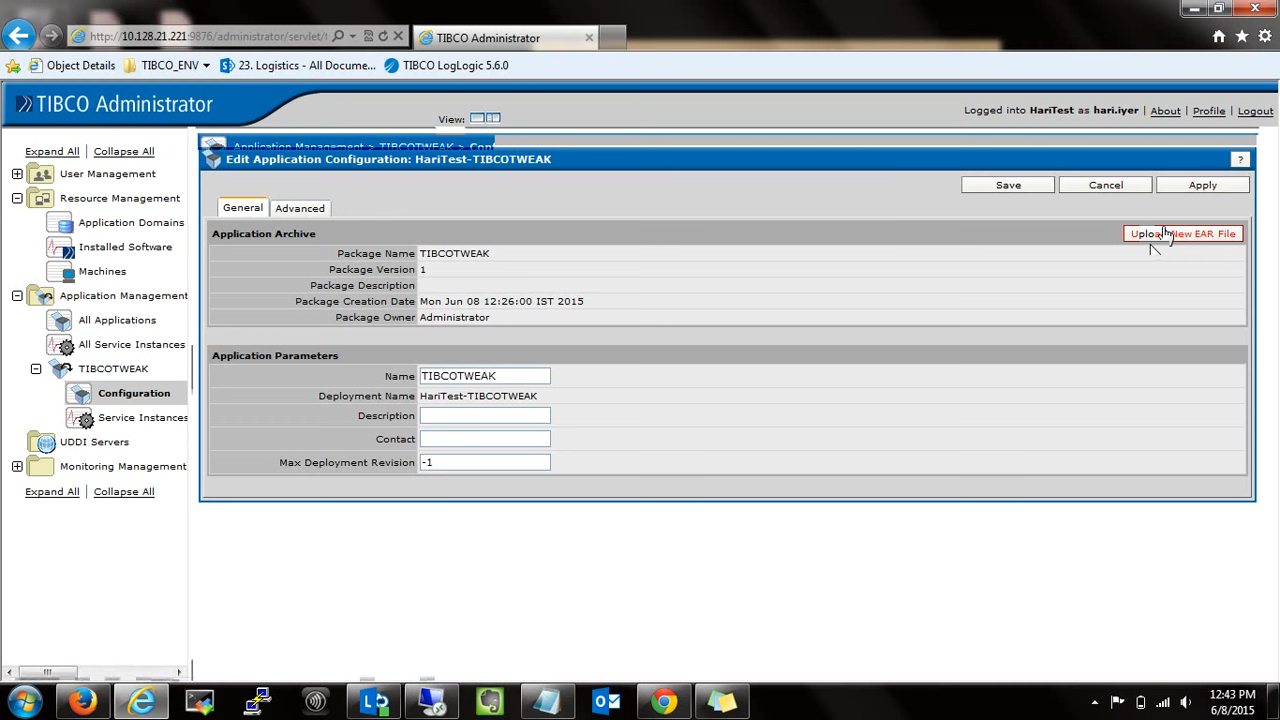 http://10.128.21.221:9876/administrator/servlet/
TIBCO Administrator
Object Details
TIBCO_ENV
23. Logistics - All Docume...
TIBCO LogLogic 5.6.0
TIBCO Administrator
View:
Logged into HariTest as hari.iyer
About
Profile
Logout
Expand All
Collapse All
User Management
Resource Management
Application Domains
Installed Software
Machines
Application Management
All Applications
All Service Instances
TIBCOTWEAK
Configuration
Service Instances
UDDI Servers
Monitoring Management
Expand All
Collapse All
Application Management > TIBCOTWEAK >
Edit Application Configuration: HariTest-TIBCOTWEAK
?
Save
Cancel
Apply
General
Advanced
Application Archive
Upload New EAR File
Package Name TIBCOTWEAK
Package Version 1
Package Description
Package Creation Date Mon Jun 08 12:26:00 IST 2015
Package Owner Administrator
Application Parameters
Name TIBCOTWEAK
Deployment Name HariTest-TIBCOTWEAK
Description
Contact
Max Deployment Revision -1
12:43 PM
6/8/2015